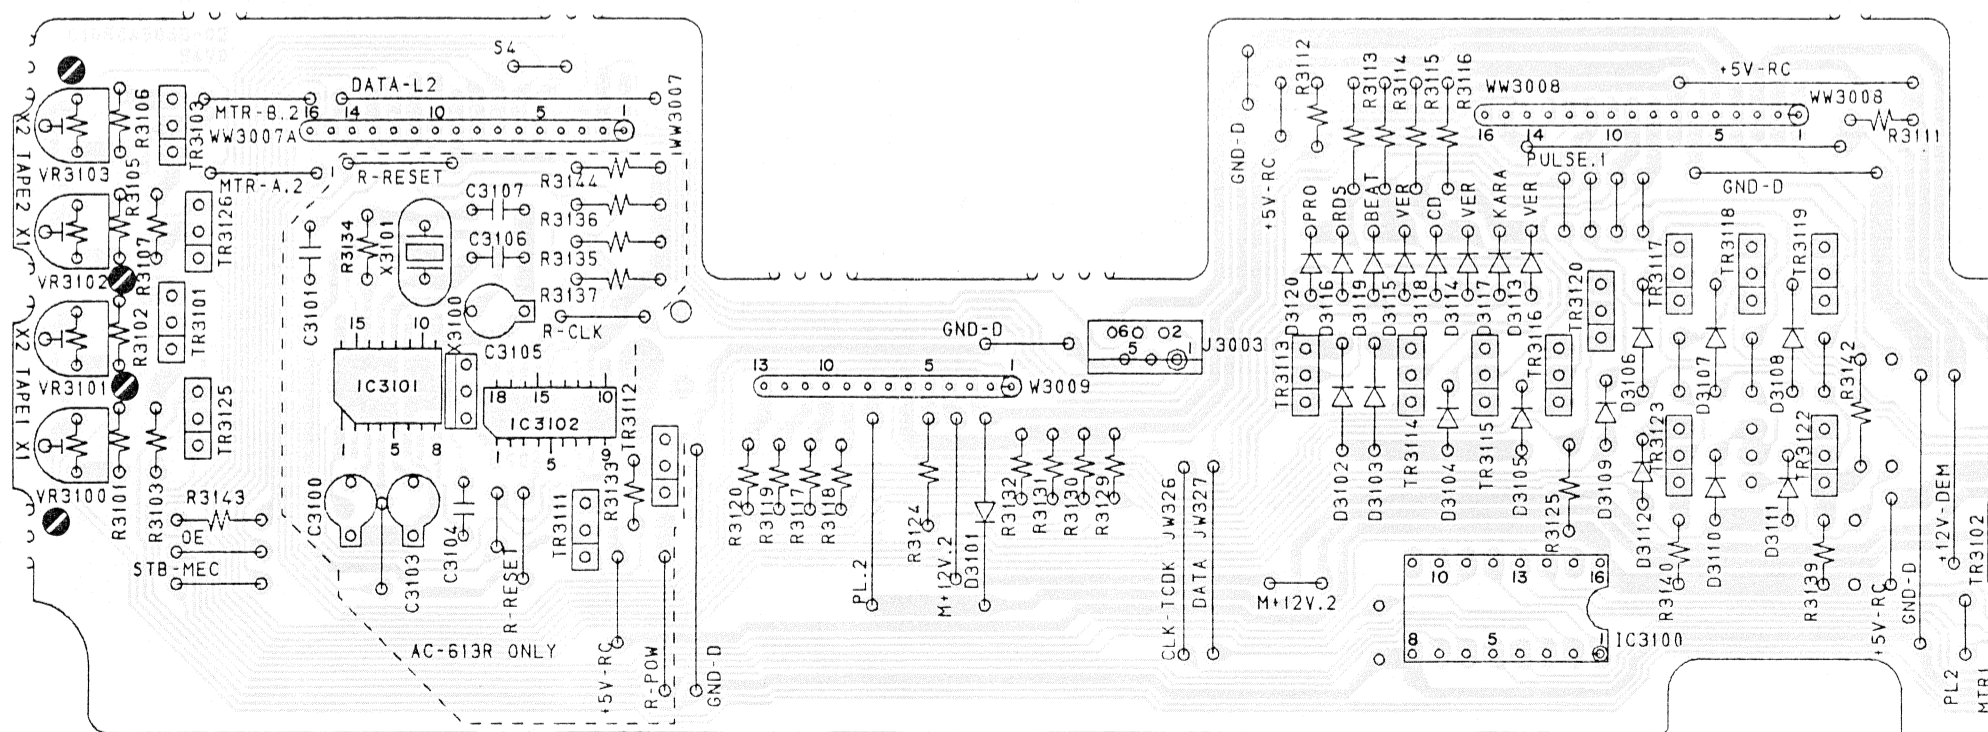 S4
DATA-L2
MTR-B.2
16 14 10 5 1
WW3007A
WW3007
MTR-A.2
R-RESET
X2 TAPE2 X1
X2 TAPE1 X1
VR3103
VR3102
VR3101
VR3100
R3106
R3105
R3107
R3102
R3101
R3103
TR3103
TR3126
TR3101
TR3125
R3143
OE
STB-MEC
C3101
R3134
X3101
C3107
C3106
R3144
R3136
R3135
R3137
R-CLK
X3100
C3105
15 10
IC3101
1 5 8
18 15 10
IC3102
1 5 9
TR3112
R3133
TR3111
C3100
C3103
C3104
R-RESET
AC-613R ONLY
+5V-RC
R-POW
GND-D
GND-D
13 10 5 1
W3009
R3120
R3119
R3117
R3118
PL.2
R3124
M+12V.2
D3101
R3132
R3131
R3130
R3129
6 2
5 1
J3003
CLK-TCDK JW326
DATA JW327
GND-D
+5V-RC
R3112
R3113
R3114
R3115
R3116
PRO
RDS
BEAT
VER
CD
VER
KARA
VER
D3120
D3116
D3119
D3115
D3118
D3114
D3117
D3113
TR3113
TR3114
TR3115
TR3116
TR3120
D3102
D3103
D3104
D3105
R3125
D3109
M+12V.2
10 13 16
8 5 1
IC3100
WW3008
16 14 10 5 1
+5V-RC
WW3008
R3111
PULSE.1
GND-D
TR3117
TR3118
TR3119
D3106
D3107
D3108
R3142
TR3123
TR3122
D3112
D3110
D3111
R3140
R3139
+5V-RC
GND-D
+12V-DEM
TR3102
PL2